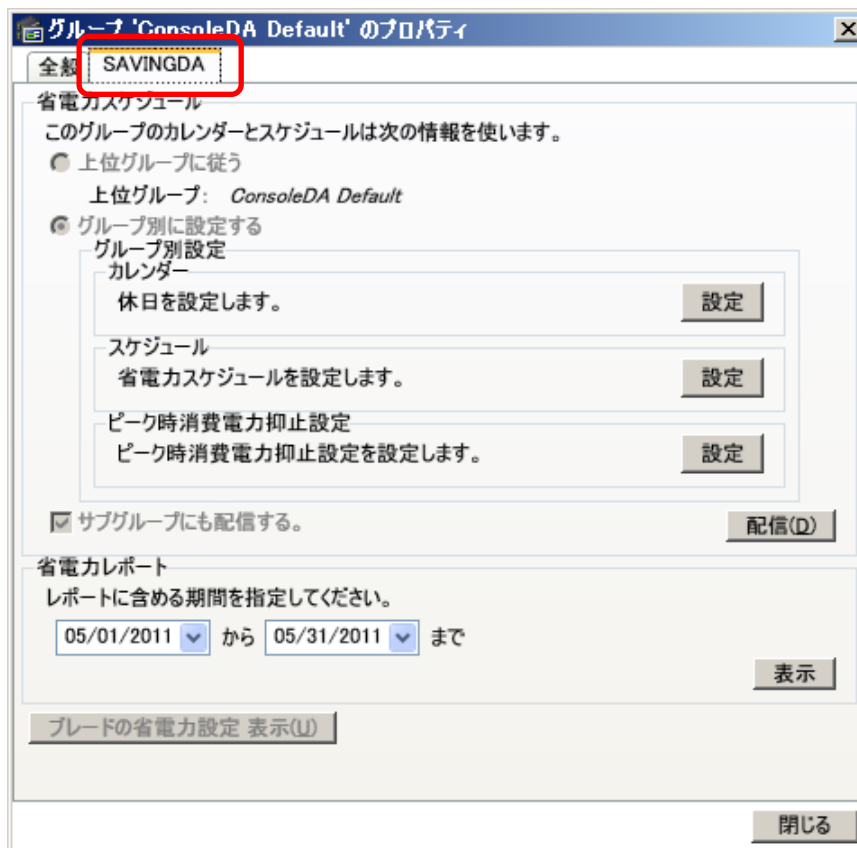 グループ 'ConsoleDA Default' のプロパティ
全般 SAVINGDA
省電力スケジュール
このグループのカレンダーとスケジュールは次の情報を使います。
上位グループに従う
上位グループ: ConsoleDA Default
グループ別に設定する
グループ別設定
カレンダー
休日を設定します。 設定
スケジュール
省電力スケジュールを設定します。 設定
ピーク時消費電力抑止設定
ピーク時消費電力抑止設定を設定します。 設定
サブグループにも配信する。 配信(D)
省電力レポート
レポートに含める期間を指定してください。
05/01/2011 から 05/31/2011 まで
表示
ブレードの省電力設定 表示(U)
閉じる